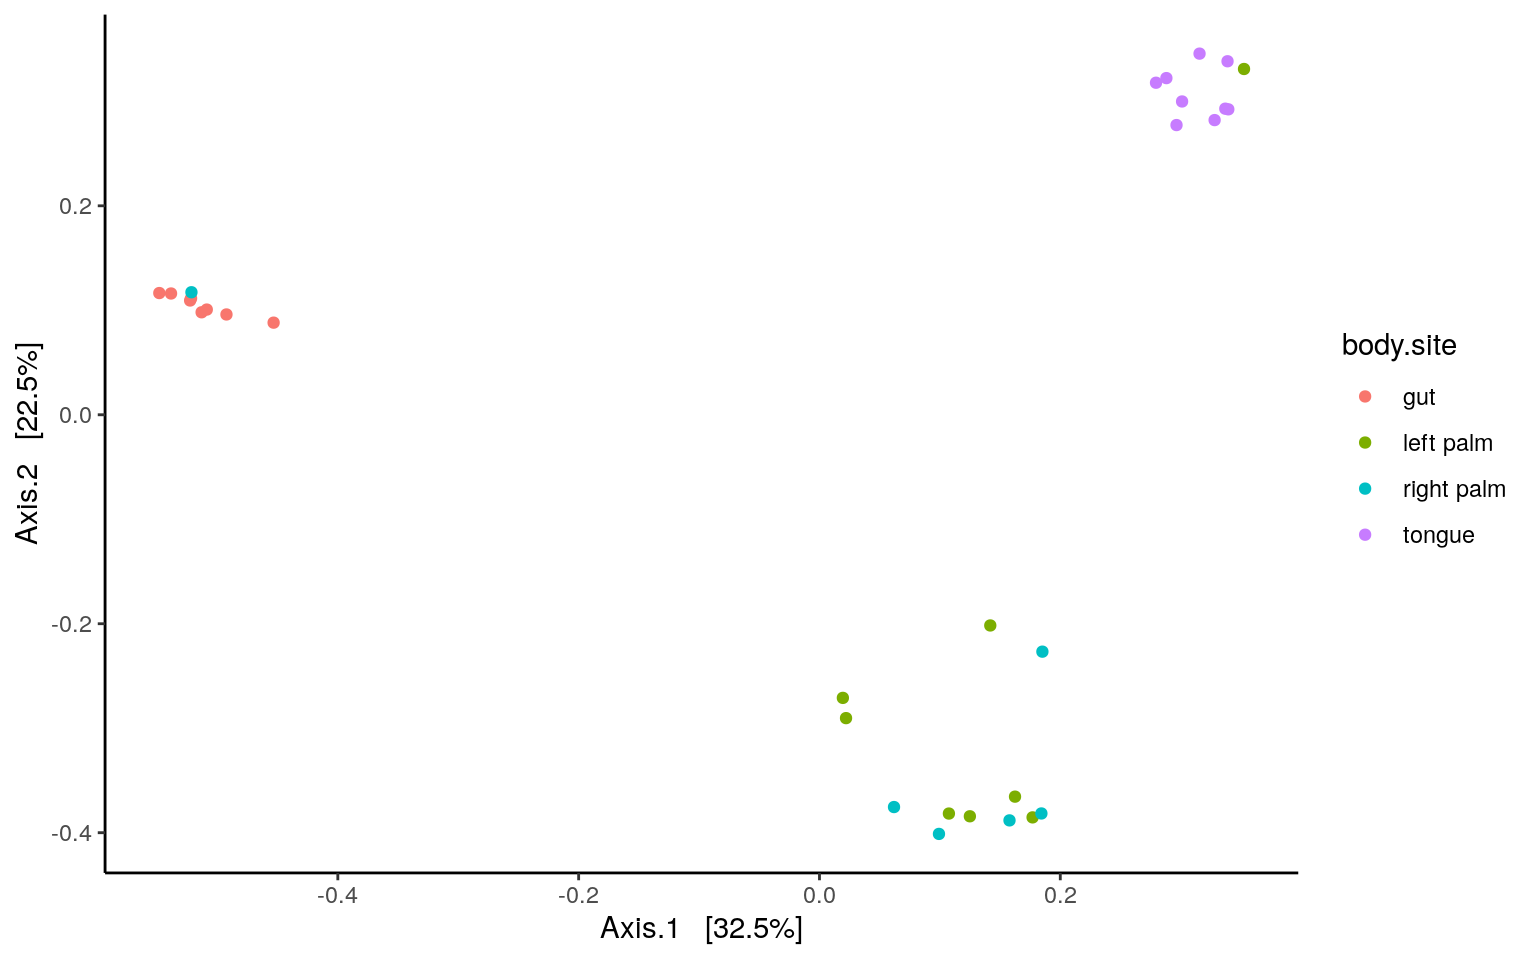 0.2
0.0
-0.2
-0.4
Axis.2 [22.5%]
-0.4 -0.2 0.0 0.2
Axis.1 [32.5%]
body.site
gut
left palm
right palm
tongue